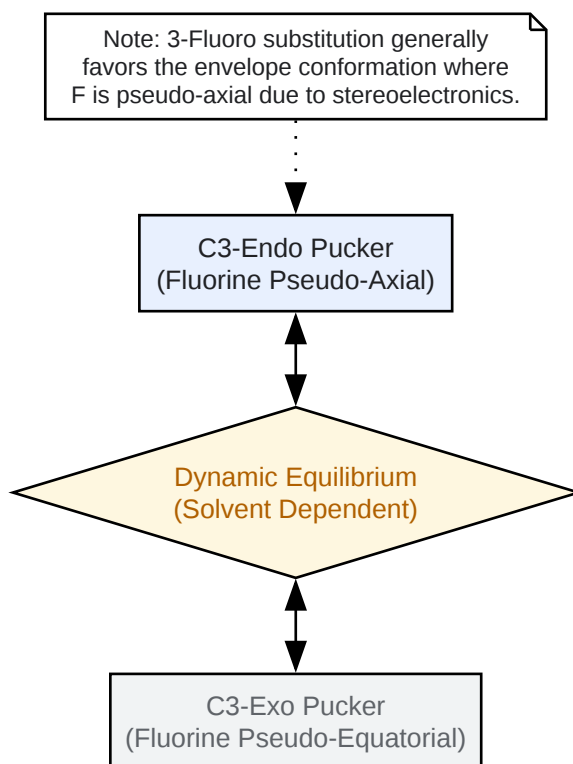 Note: 3-Fluoro substitution generally
favors the envelope conformation where
F is pseudo-axial due to stereoelectronics.
C3-Endo Pucker
(Fluorine Pseudo-Axial)
Dynamic Equilibrium
(Solvent Dependent)
C3-Exo Pucker
(Fluorine Pseudo-Equatorial)